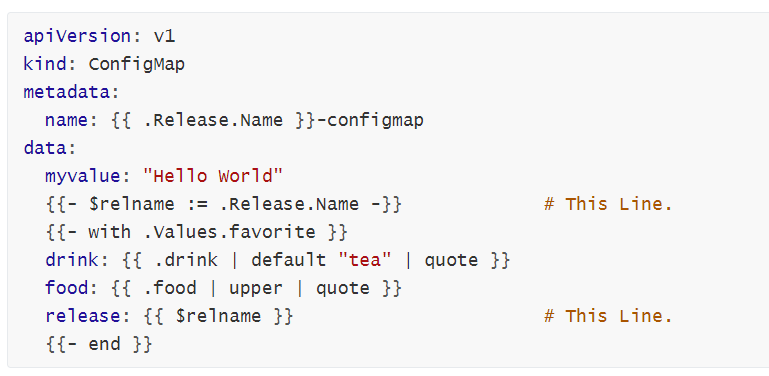 apiVersion: v1
kind: ConfigMap
metadata:
  name: {{ .Release.Name }}-configmap
data:
  myvalue: "Hello World"
  {{- $relname := .Release.Name -}}             # This Line.
  {{- with .Values.favorite }}
  drink: {{ .drink | default "tea" | quote }}
  food: {{ .food | upper | quote }}
  release: {{ $relname }}                       # This Line.
  {{- end }}